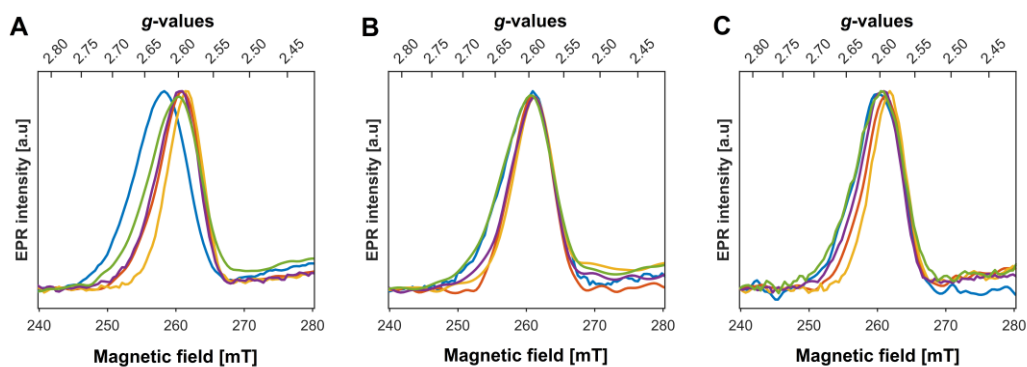 A
g-values
2.80 2.75 2.70 2.65 2.60 2.55 2.50 2.45
EPR intensity [a.u]
240 250 260 270 280
Magnetic field [mT]
B
g-values
2.80 2.75 2.70 2.65 2.60 2.55 2.50 2.45
EPR intensity [a.u]
240 250 260 270 280
Magnetic field [mT]
C
g-values
2.80 2.75 2.70 2.65 2.60 2.55 2.50 2.45
EPR intensity [a.u]
240 250 260 270 280
Magnetic field [mT]